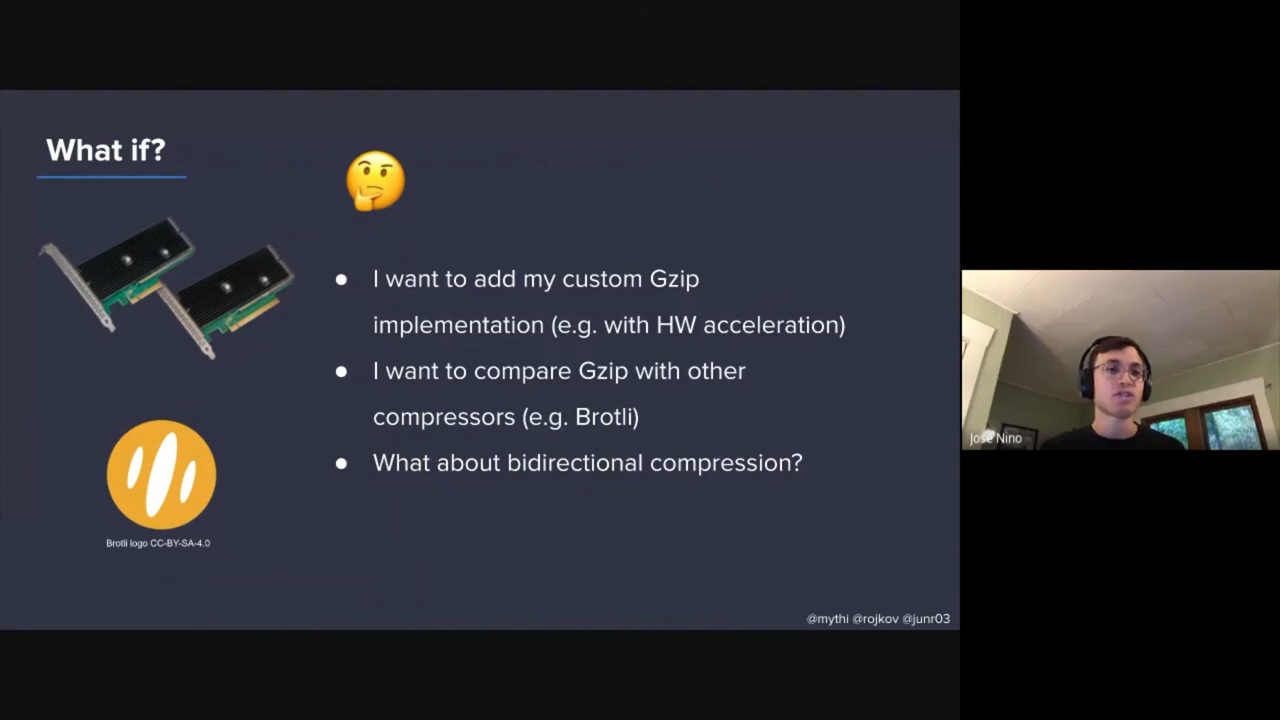 What if?
I want to add my custom Gzip
implementation (e.g. with HW acceleration)
I want to compare Gzip with other
compressors (e.g. Brotli)
What about bidirectional compression?
Brotli logo CC-BY-SA-4.0
@mythi @rojkov @junr03
Jose Nino